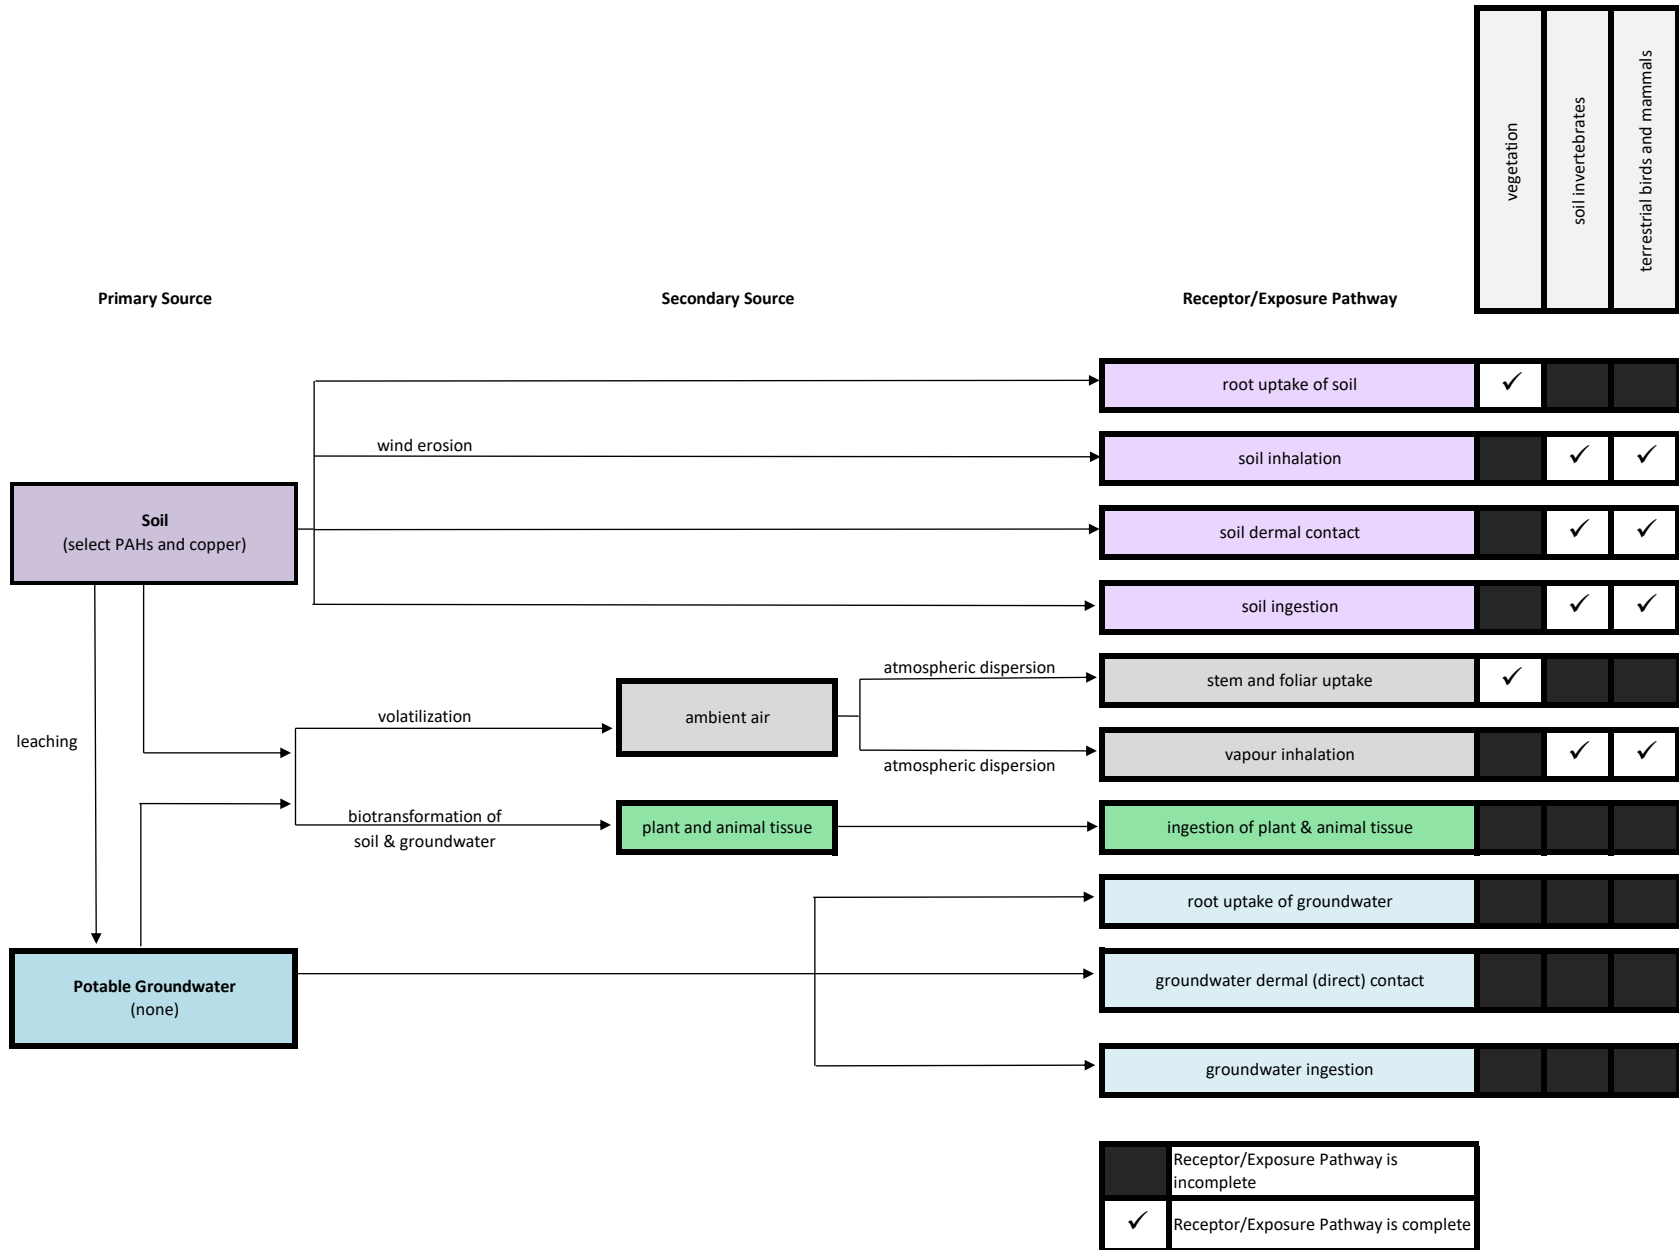 vegetation
soil invertebrates
terrestrial birds and mammals
Primary Source
Secondary Source
Receptor/Exposure Pathway
root uptake of soil
✓
wind erosion
soil inhalation
✓ ✓
Soil
(select PAHs and copper)
soil dermal contact
✓ ✓
soil ingestion
✓ ✓
atmospheric dispersion
stem and foliar uptake
✓
volatilization
ambient air
leaching
atmospheric dispersion
vapour inhalation
✓ ✓
biotransformation of
soil & groundwater
plant and animal tissue
ingestion of plant & animal tissue
root uptake of groundwater
Potable Groundwater
(none)
groundwater dermal (direct) contact
groundwater ingestion
Receptor/Exposure Pathway is
incomplete
✓ Receptor/Exposure Pathway is complete